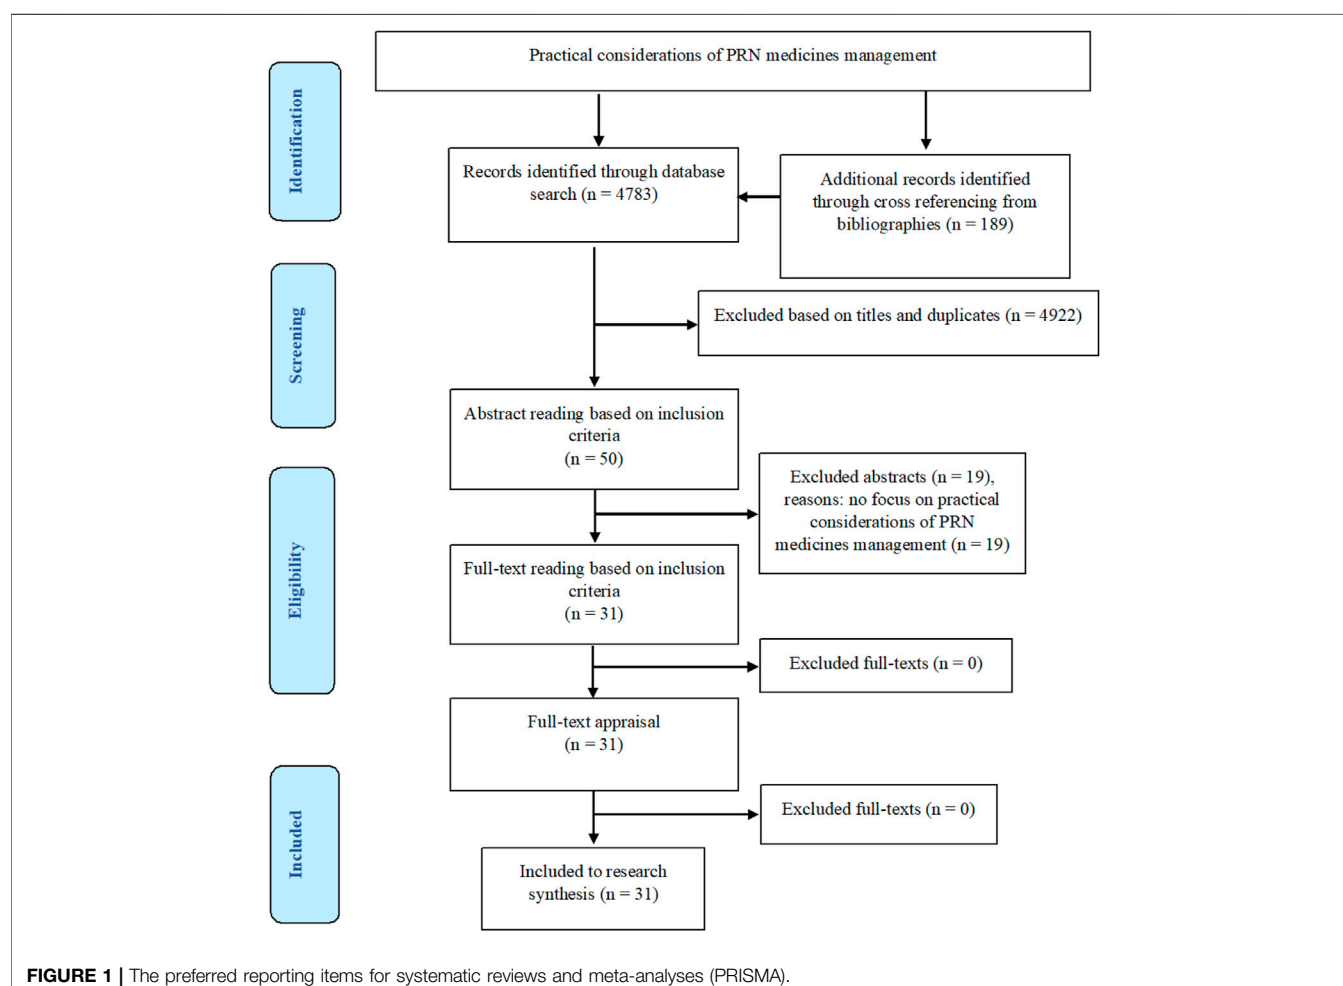 Practical considerations of PRN medicines management
Identification
Records identified through database
search (n = 4783)
Additional records identified
through cross referencing from
bibliographies (n = 189)
Screening
Excluded based on titles and duplicates (n = 4922)
Abstract reading based on inclusion
criteria
(n = 50)
Excluded abstracts (n = 19),
reasons: no focus on practical
considerations of PRN
medicines management (n = 19)
Eligibility
Full-text reading based on inclusion
criteria
(n = 31)
Excluded full-texts (n = 0)
Full-text appraisal
(n = 31)
Included
Excluded full-texts (n = 0)
Included to research
synthesis (n = 31)
FIGURE 1 | The preferred reporting items for systematic reviews and meta-analyses (PRISMA).